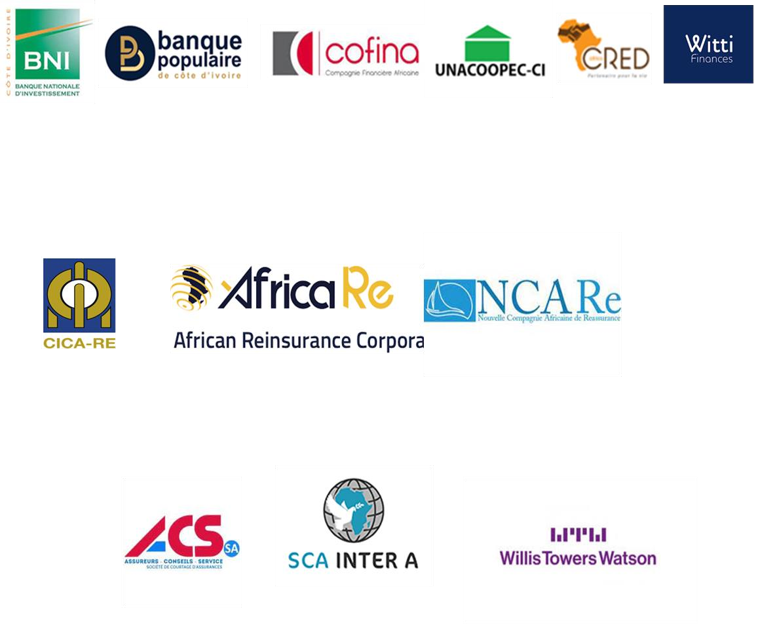 CÔTE D'IVOIRE
BNI
BANQUE NATIONALE
D'INVESTISSEMENT
banque
populaire
de côte d'ivoire
cofina
Compagnie Financière Africaine
UNACOOPEC-CI
CRED
Partenaire pour la vie
Witti
Finances
CICA-RE
AfricaRe
African Reinsurance Corpora
NCARe
Nouvelle Compagnie Africaine de Reassurance
ACS
SA
ASSUREURS - CONSEILS - SERVICE
SOCIÉTÉ DE COURTAGE D'ASSURANCES
SCA INTER A
WTW
WillisTowersWatson